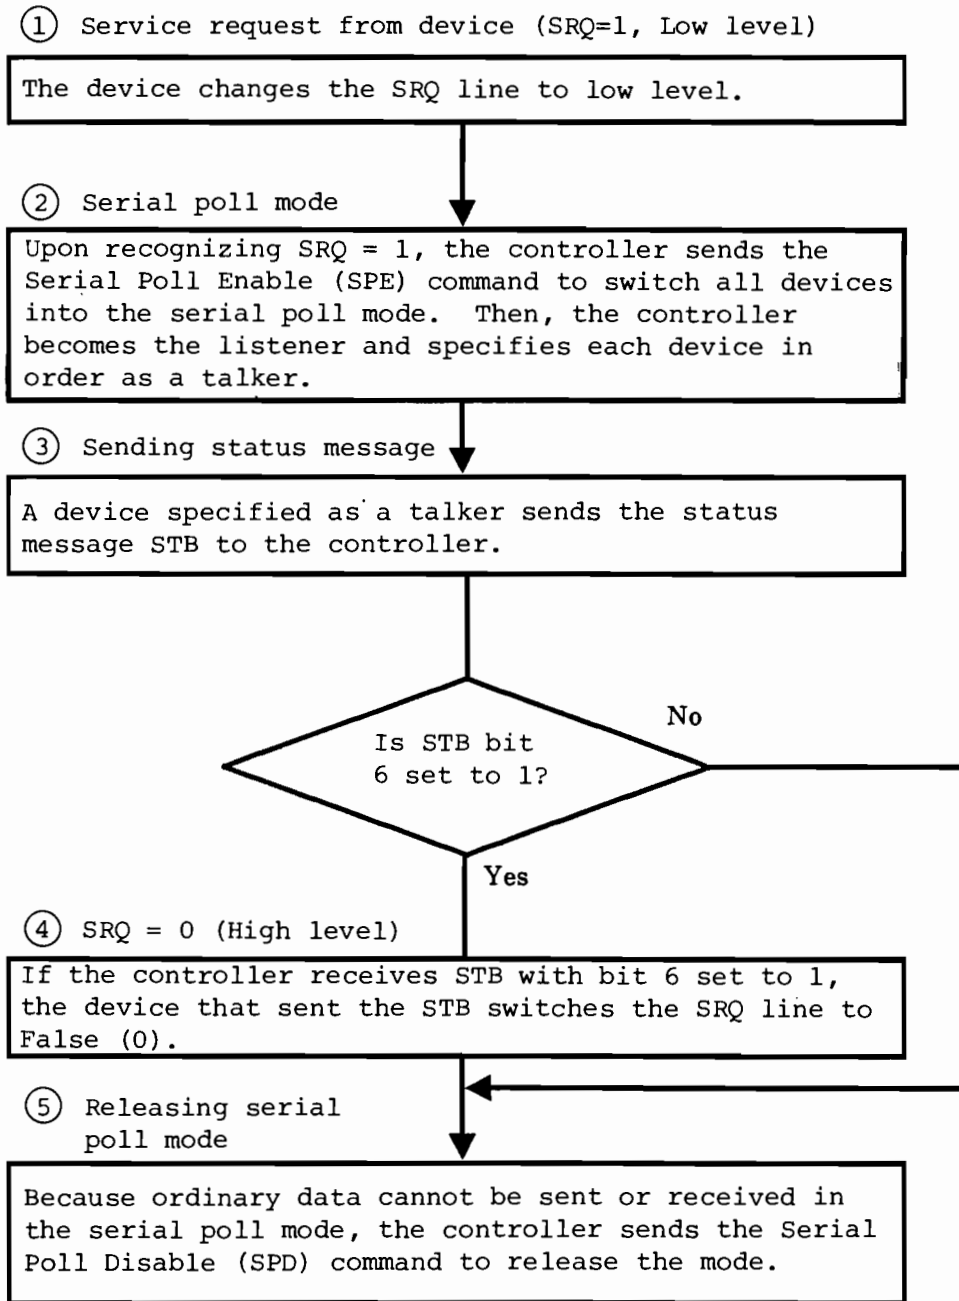 ① Service request from device (SRQ=1, Low level)
The device changes the SRQ line to low level.
② Serial poll mode
Upon recognizing SRQ = 1, the controller sends the
Serial Poll Enable (SPE) command to switch all devices
into the serial poll mode. Then, the controller
becomes the listener and specifies each device in
order as a talker.
③ Sending status message
A device specified as a talker sends the status
message STB to the controller.
Is STB bit
6 set to 1?
No
Yes
④ SRQ = 0 (High level)
If the controller receives STB with bit 6 set to 1,
the device that sent the STB switches the SRQ line to
False (0).
⑤ Releasing serial
poll mode
Because ordinary data cannot be sent or received in
the serial poll mode, the controller sends the Serial
Poll Disable (SPD) command to release the mode.